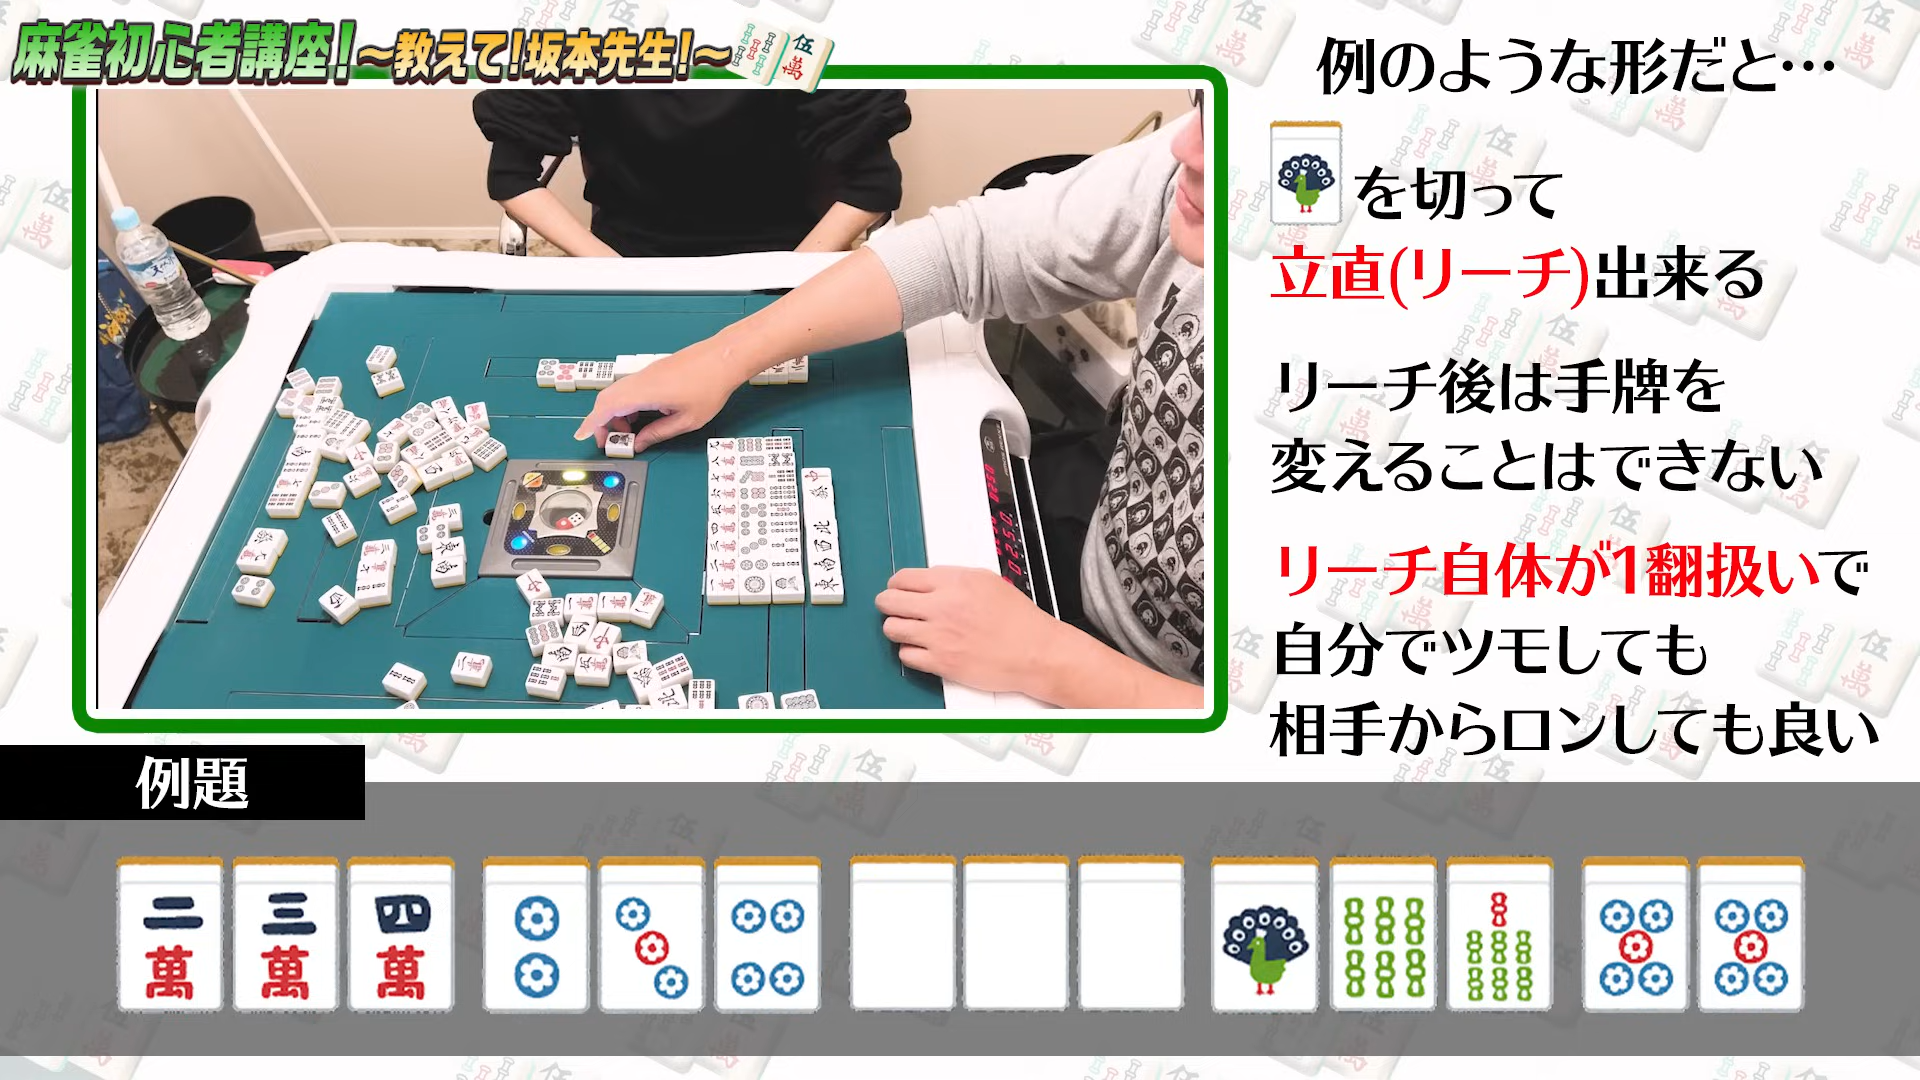 麻雀初心者講座!~教えて!坂本先生!~
伍
萬
例のような形だと…
を切って
立直(リーチ)出来る
リーチ後は手牌を
変えることはできない
リーチ自体が1翻扱いで
自分でツモしても
相手からロンしても良い
例題
二 三 四
萬 萬 萬